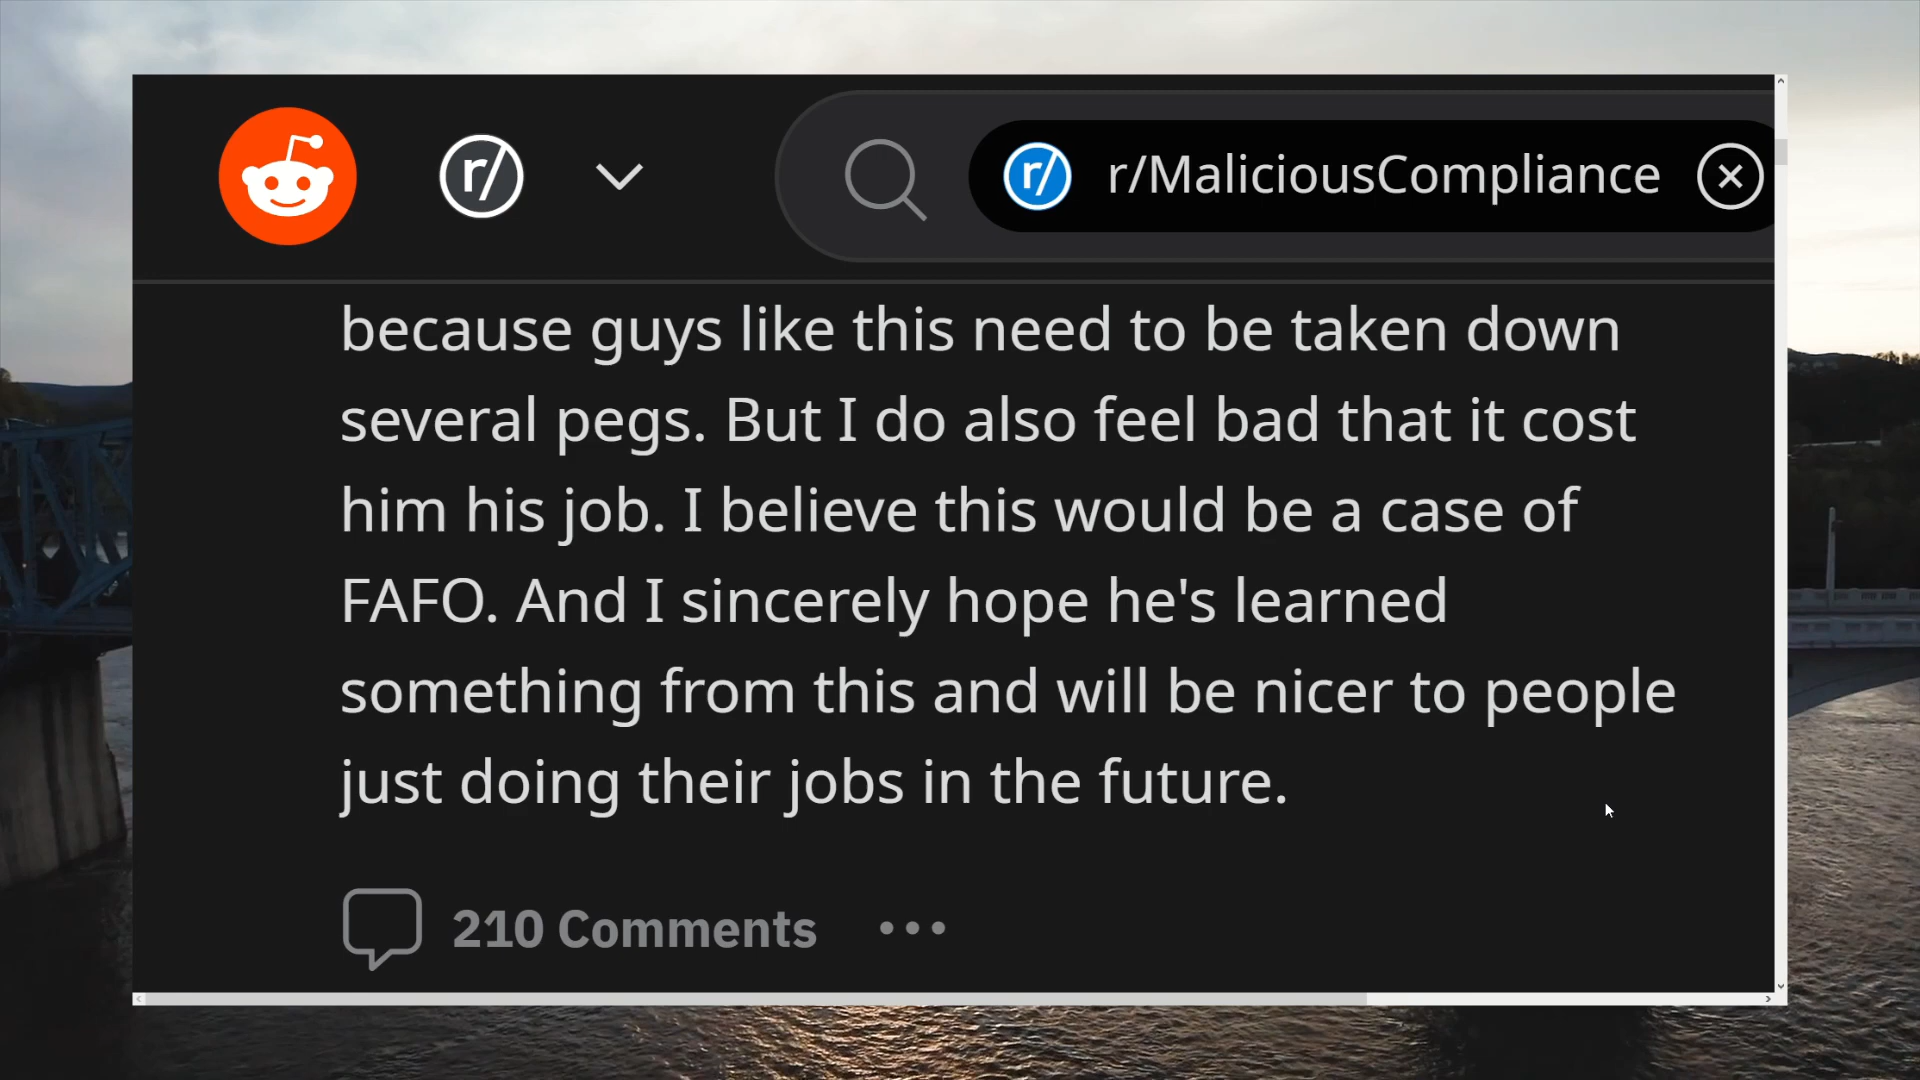 r/
r/
r/MaliciousCompliance
because guys like this need to be taken down
several pegs. But I do also feel bad that it cost
him his job. I believe this would be a case of
FAFO. And I sincerely hope he's learned
something from this and will be nicer to people
just doing their jobs in the future.
210 Comments